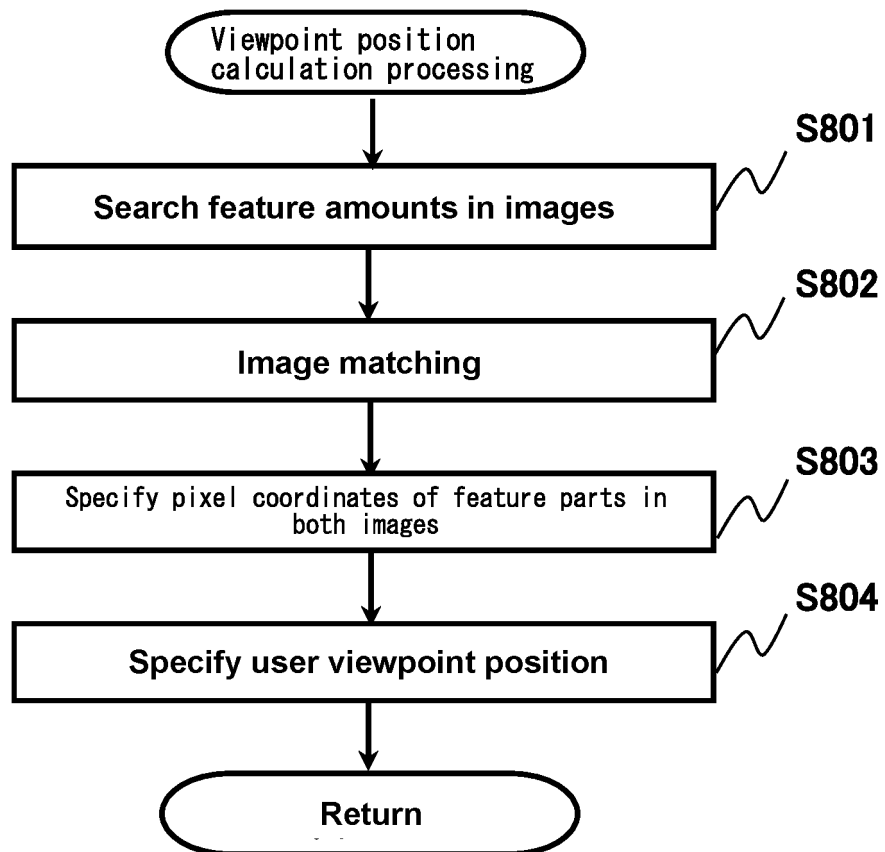 Viewpoint position
calculation processing
S801
Search feature amounts in images
S802
Image matching
S803
Specify pixel coordinates of feature parts in
both images
S804
Specify user viewpoint position
Return